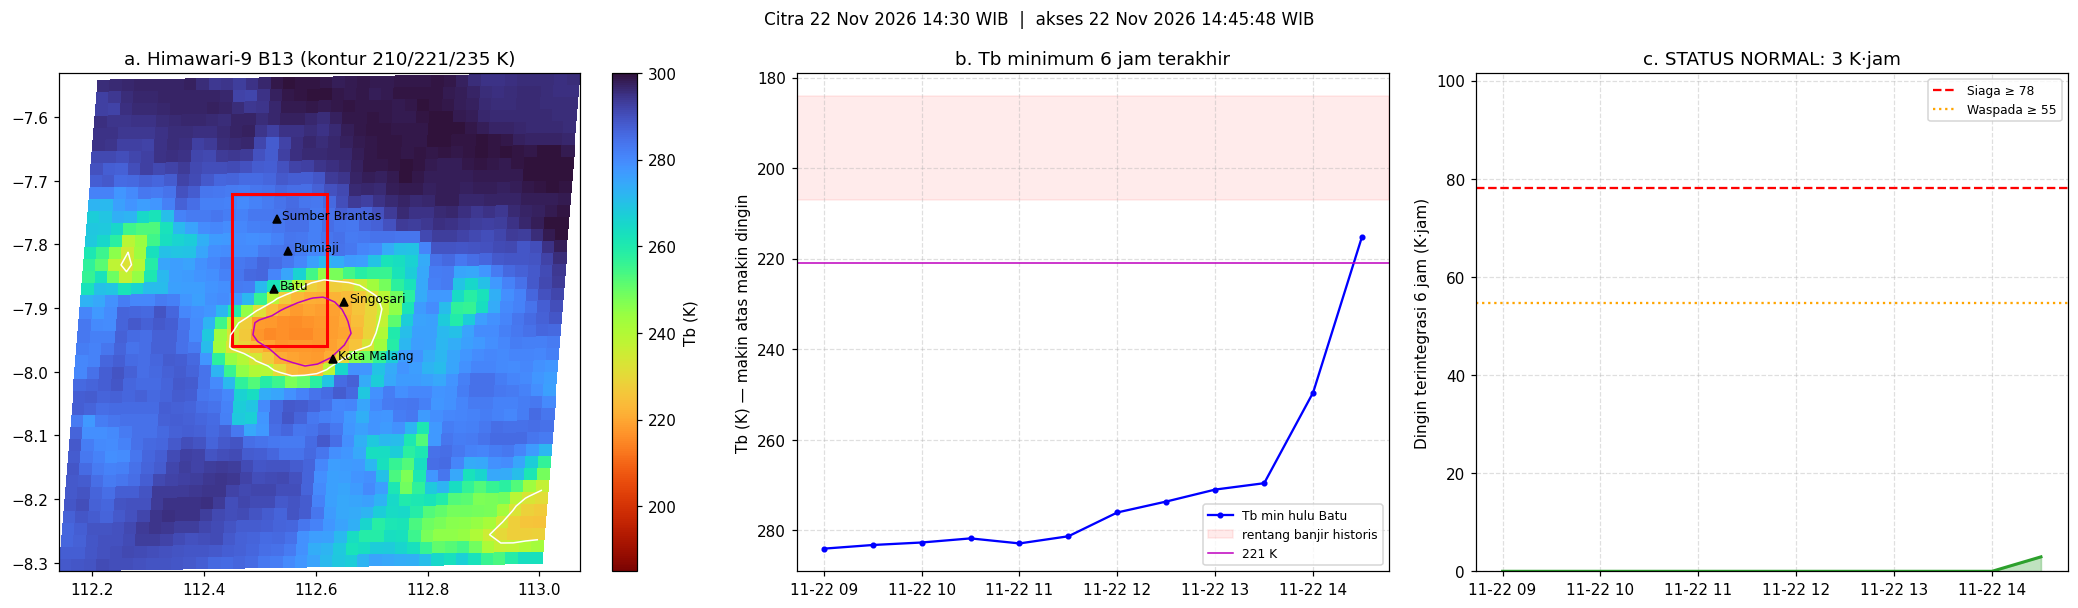 Citra 22 Nov 2026 14:30 WIB | akses 22 Nov 2026 14:45:48 WIB
a. Himawari-9 B13 (kontur 210/221/235 K)
−7.6
−7.7
−7.8
−7.9
−8.0
−8.1
−8.2
−8.3
112.2
112.4
112.6
112.8
113.0
Sumber Brantas
Bumiaji
Batu
Singosari
Kota Malang
300
280
260
240
220
200
Tb (K)
b. Tb minimum 6 jam terakhir
Tb (K) — makin atas makin dingin
180
200
220
240
260
280
11-22 09
11-22 10
11-22 11
11-22 12
11-22 13
11-22 14
Tb min hulu Batu
rentang banjir historis
221 K
c. STATUS NORMAL: 3 K·jam
Dingin terintegrasi 6 jam (K·jam)
100
80
60
40
20
0
11-22 09
11-22 10
11-22 11
11-22 12
11-22 13
11-22 14
Siaga ≥ 78
Waspada ≥ 55